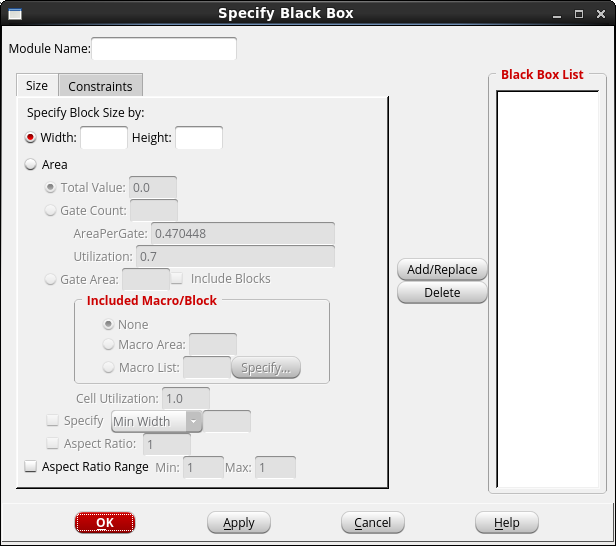 Specify Black Box
Module Name:
Size Constraints
Specify Block Size by:
Width: Height:
Area
Total Value: 0.0
Gate Count:
AreaPerGate: 0.470448
Utilization: 0.7
Gate Area: Include Blocks
Included Macro/Block
None
Macro Area:
Macro List: Specify...
Cell Utilization: 1.0
Specify Min Width
Aspect Ratio: 1
Aspect Ratio Range Min: 1 Max: 1
Add/Replace
Delete
Black Box List
OK Apply Cancel Help